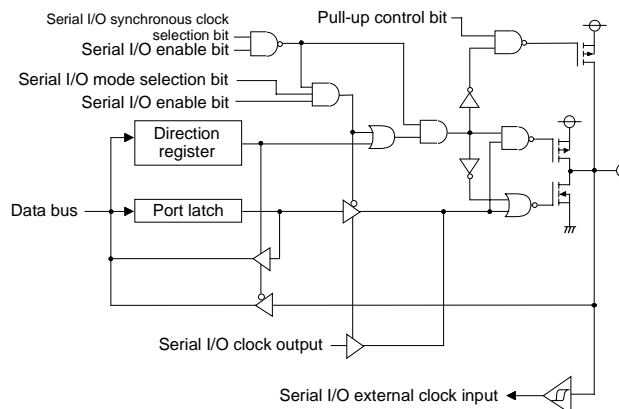 Serial I/O synchronous clock
selection bit
Serial I/O enable bit
Pull-up control bit
Serial I/O mode selection bit
Serial I/O enable bit
Direction
register
Data bus
Port latch
Serial I/O clock output
Serial I/O external clock input